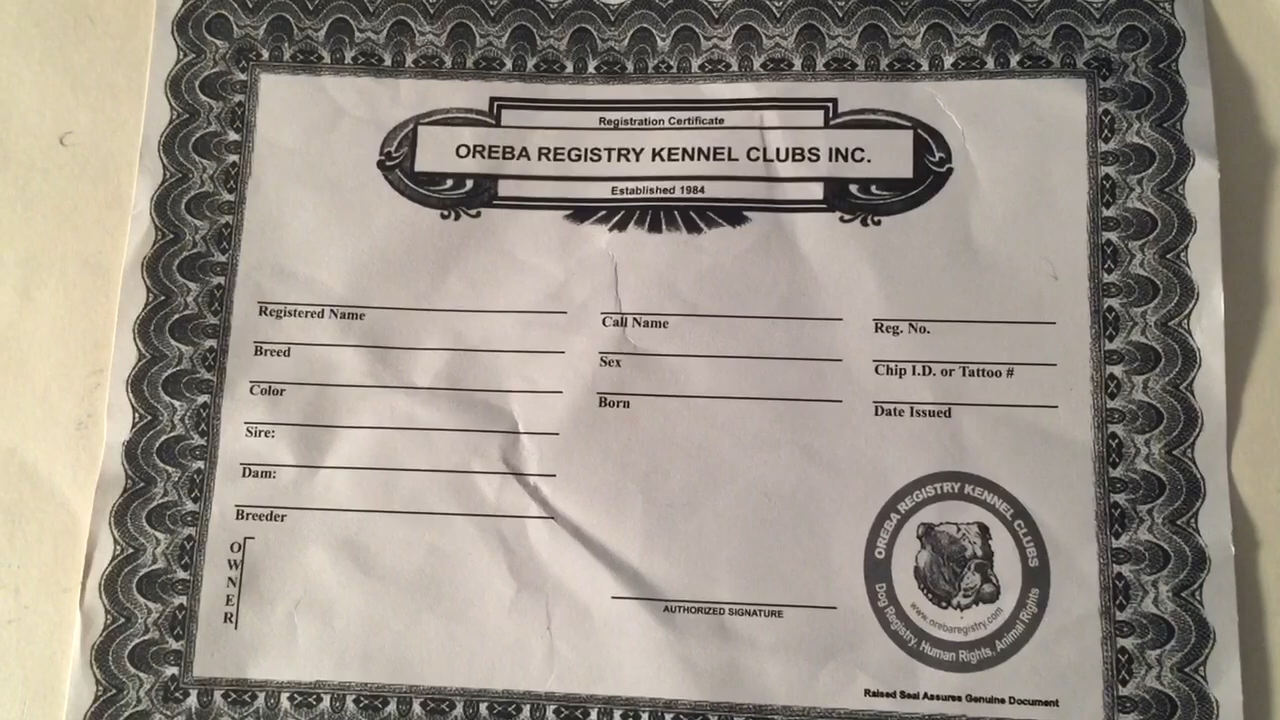 Registration Certificate
OREBA REGISTRY KENNEL CLUBS INC.
Established 1984
Registered Name
Call Name
Reg. No.
Breed
Sex
Chip I.D. or Tattoo #
Color
Born
Date Issued
Sire:
Dam:
Breeder
OWNER
AUTHORIZED SIGNATURE
OREBA REGISTRY KENNEL CLUBS
www.orebaregistry.com
Dog Registry, Human Rights, Animal Rights
Raised Seal Assures Genuine Document